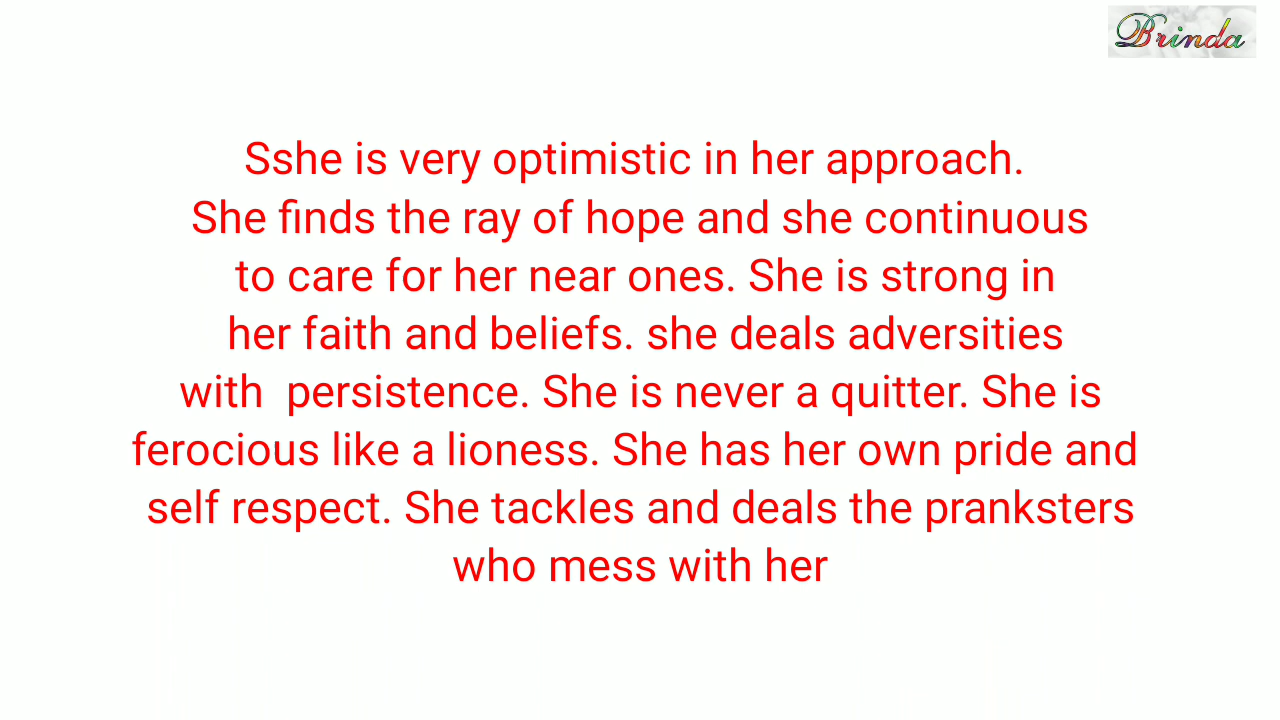 Brinda
Sshe is very optimistic in her approach.
She finds the ray of hope and she continuous
to care for her near ones. She is strong in
her faith and beliefs. she deals adversities
with  persistence. She is never a quitter. She is
ferocious like a lioness. She has her own pride and
self respect. She tackles and deals the pranksters
who mess with her